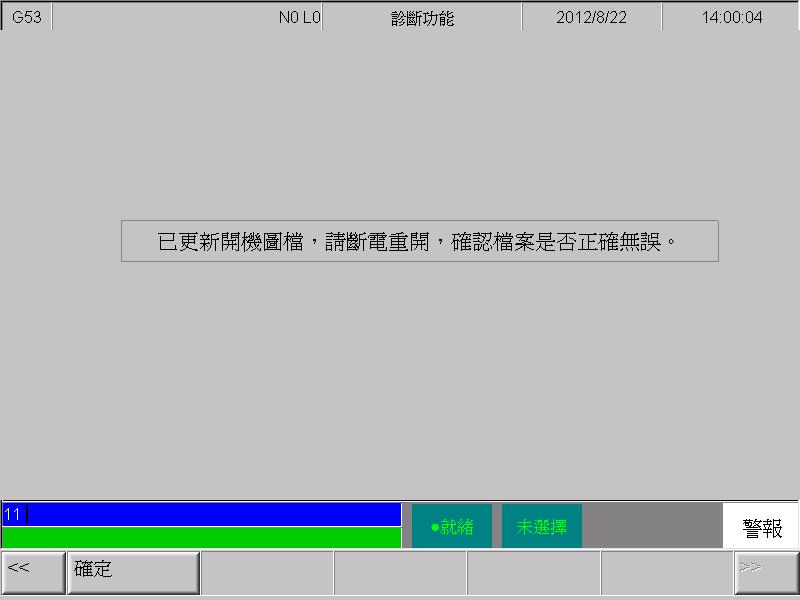 G53 N0 L0 診斷功能 2012/8/22 14:00:04
已更新開機圖檔，請斷電重開，確認檔案是否正確無誤。
11
●就緒 未選擇 警報
<< 確定 >>